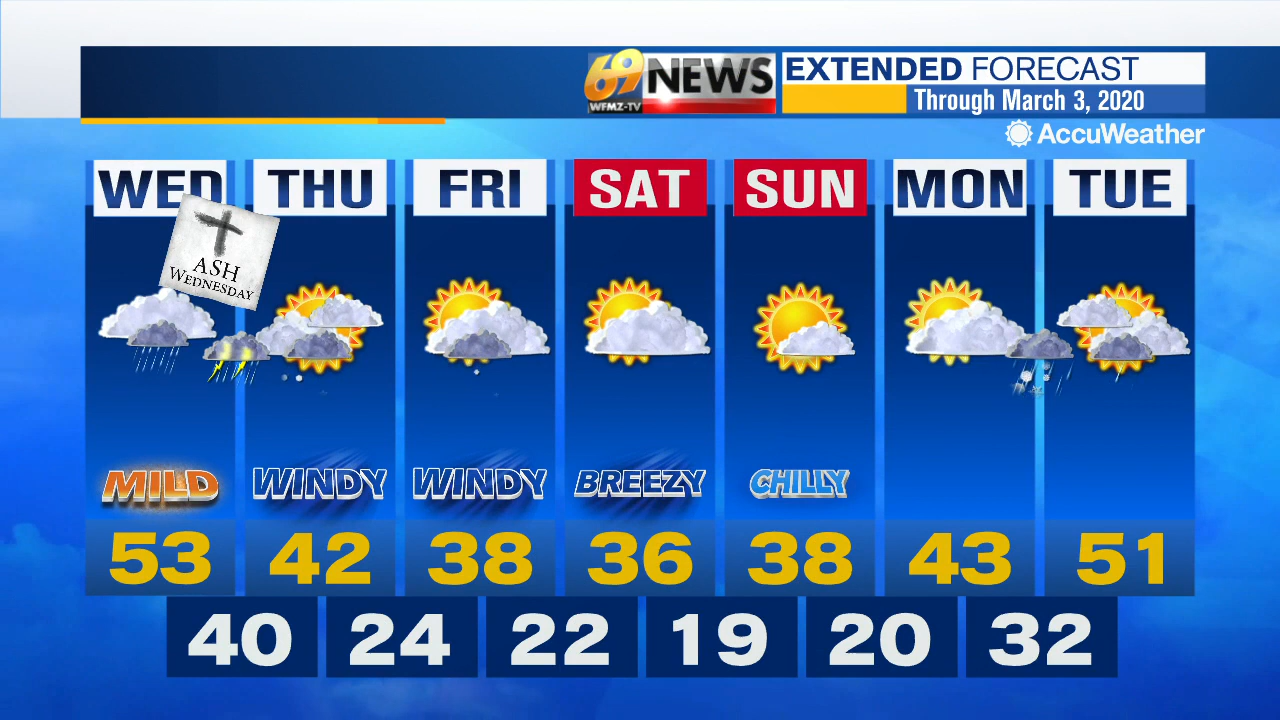 69 NEWS
WFMZ-TV
EXTENDED FORECAST
Through March 3, 2020
AccuWeather
WED THU FRI SAT SUN MON TUE
ASH
WEDNESDAY
MILD WINDY WINDY BREEZY CHILLY
53 42 38 36 38 43 51
40 24 22 19 20 32